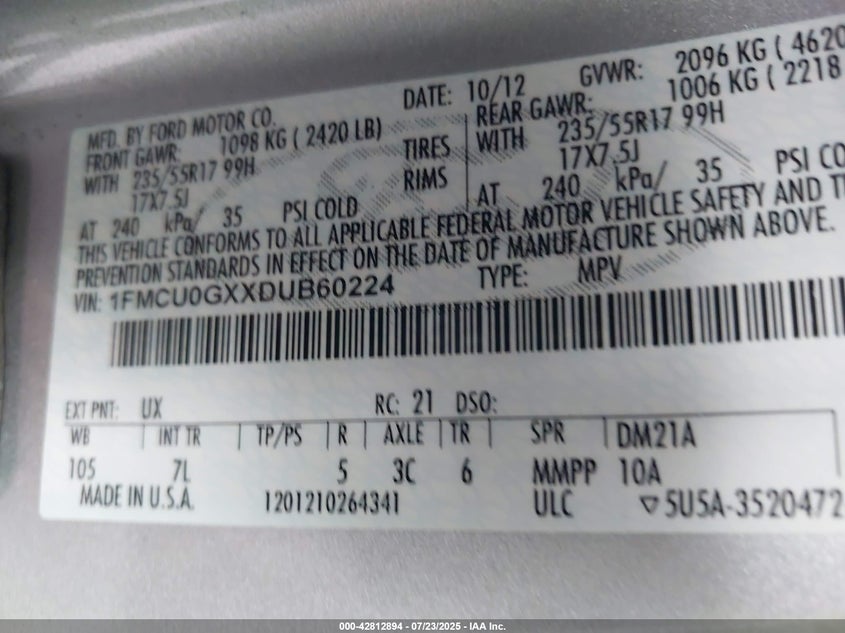 MFD. BY FORD MOTOR CO.
DATE: 10/12
GVWR: 2096 KG ( 4620
FRONT GAWR: 1098 KG ( 2420 LB)
REAR GAWR: 1006 KG ( 2218
WITH 235/55R17 99H
TIRES
WITH 235/55R17 99H
17X7.5J
RIMS
17X7.5J
AT 240 kPa/ 35 PSI COLD
AT 240 kPa/ 35 PSI CO
THIS VEHICLE CONFORMS TO ALL APPLICABLE FEDERAL MOTOR VEHICLE SAFETY AND T
PREVENTION STANDARDS IN EFFECT ON THE DATE OF MANUFACTURE SHOWN ABOVE.
VIN: 1FMCU0GXXDUB60224
TYPE: MPV
EXT PNT: UX
RC: 21 DSO:
WB INT TR TP/PS R AXLE TR SPR DM21A
105 7L 5 3C 6 MMPP 10A
MADE IN U.S.A. 1201210264341 ULC ▽5U5A-3520472
000-42812894 - 07/23/2025 - IAA Inc.